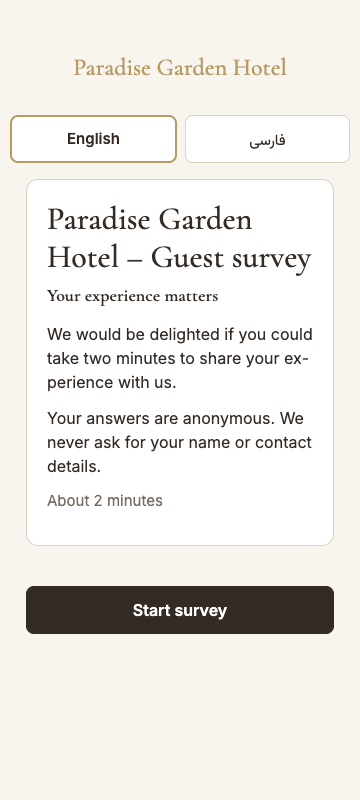 Paradise Garden Hotel
English
فارسی
Paradise Garden
Hotel – Guest survey
Your experience matters
We would be delighted if you could
take two minutes to share your ex-
perience with us.
Your answers are anonymous. We
never ask for your name or contact
details.
About 2 minutes
Start survey